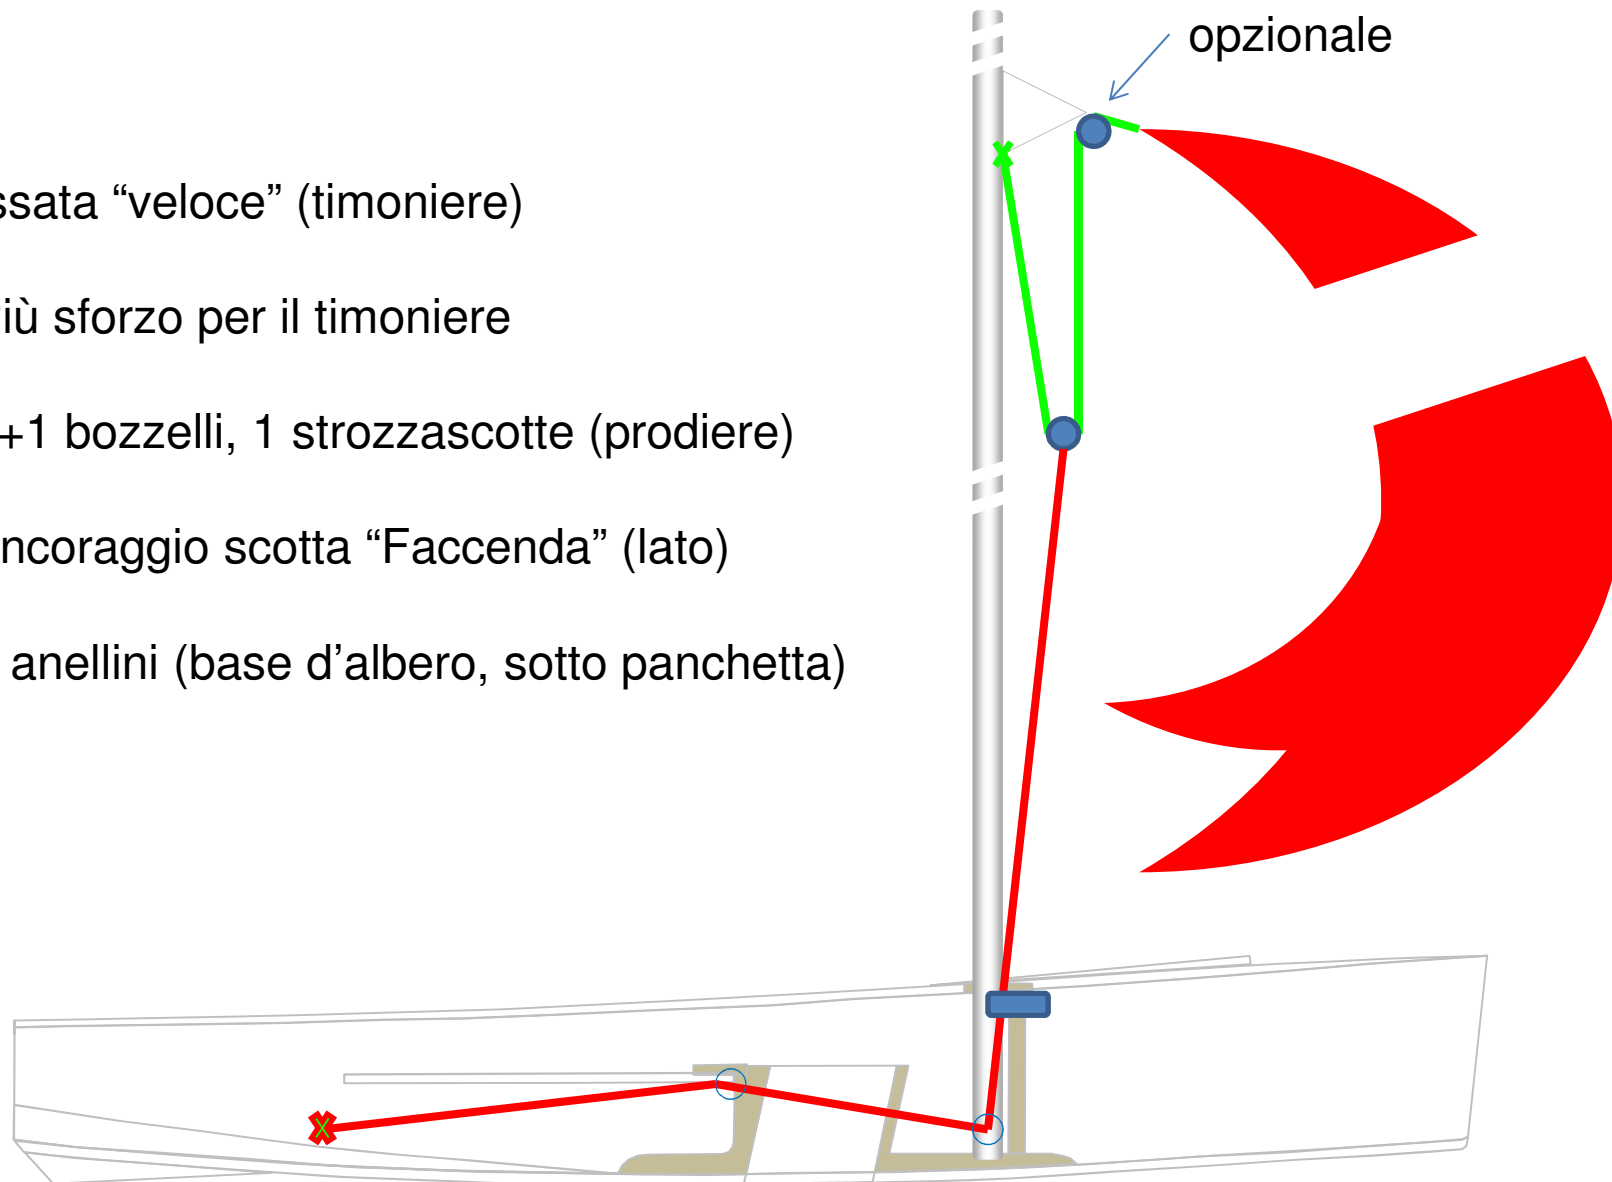 opzionale
ssata “veloce” (timoniere)
iù sforzo per il timoniere
+1 bozzelli, 1 strozzascotte (prodiere)
ncoraggio scotta “Faccenda” (lato)
anellini (base d’albero, sotto panchetta)